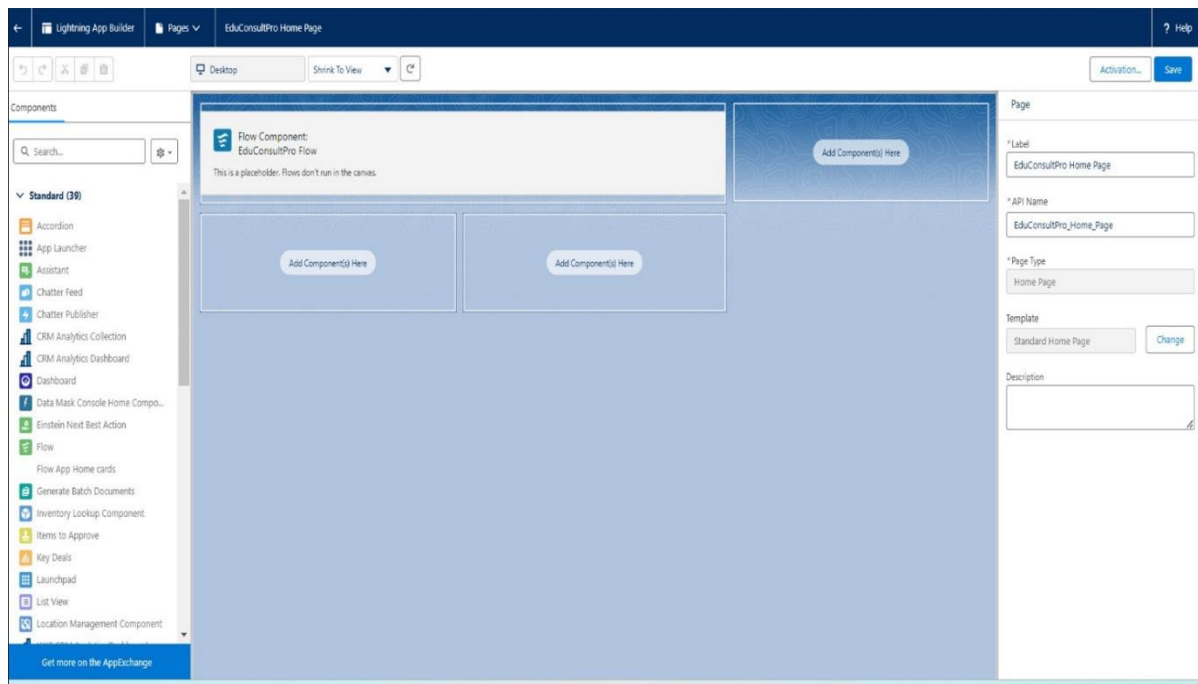 Lightning App Builder
Pages
EduConsultPro Home Page
? Help
Desktop
Shrink To View
Activation...
Save
Components
Search...
Standard (39)
Accordion
App Launcher
Assistant
Chatter Feed
Chatter Publisher
CRM Analytics Collection
CRM Analytics Dashboard
Dashboard
Data Mask Console Home Compo...
Einstein Next Best Action
Flow
Flow App Home cards
Generate Batch Documents
Inventory Lookup Component
Items to Approve
Key Deals
Launchpad
List View
Location Management Component
Get more on the AppExchange
Flow Component:
EduConsultPro Flow
This is a placeholder. Flows don't run in the canvas.
Add Component(s) Here
Add Component(s) Here
Add Component(s) Here
Page
*Label
EduConsultPro Home Page
*API Name
EduConsultPro_Home_Page
*Page Type
Home Page
Template
Standard Home Page
Change
Description